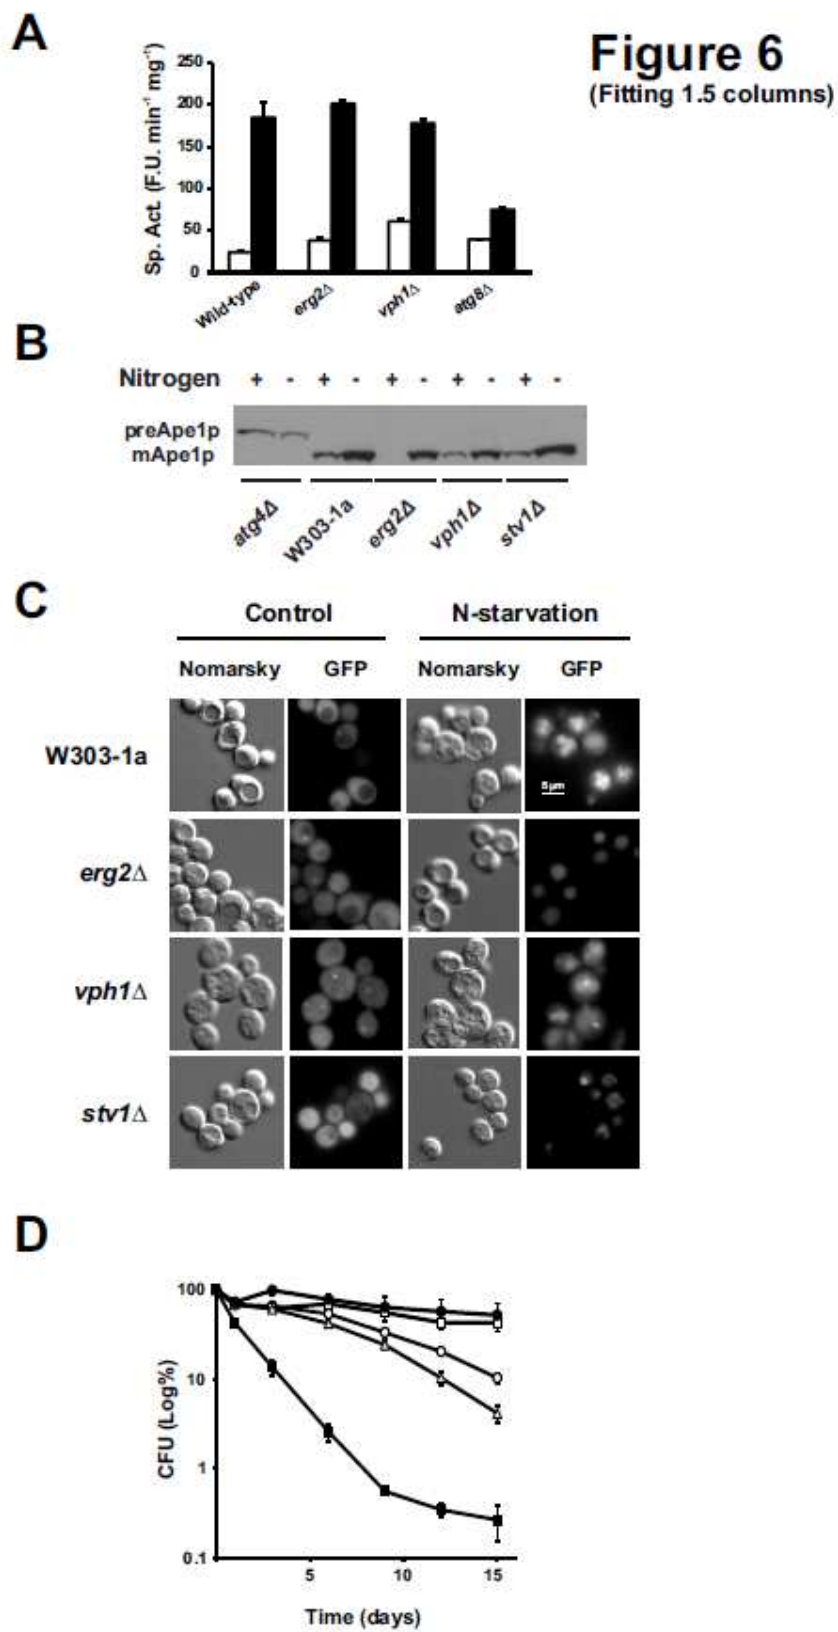 A
Figure 6
(Fitting 1.5 columns)
Sp. Act. (F.U. min⁻¹ mg⁻¹)
250
200
150
100
50
0
Wild-type
erg2Δ
vph1Δ
atg8Δ
B
Nitrogen + - + - + - + - + -
preApe1p
mApe1p
atg4Δ
W303-1a
erg2Δ
vph1Δ
stv1Δ
C
Control N-starvation
Nomarsky GFP Nomarsky GFP
W303-1a
5µm
erg2Δ
vph1Δ
stv1Δ
D
CFU (Log%)
100
10
1
0.1
5 10 15
Time (days)